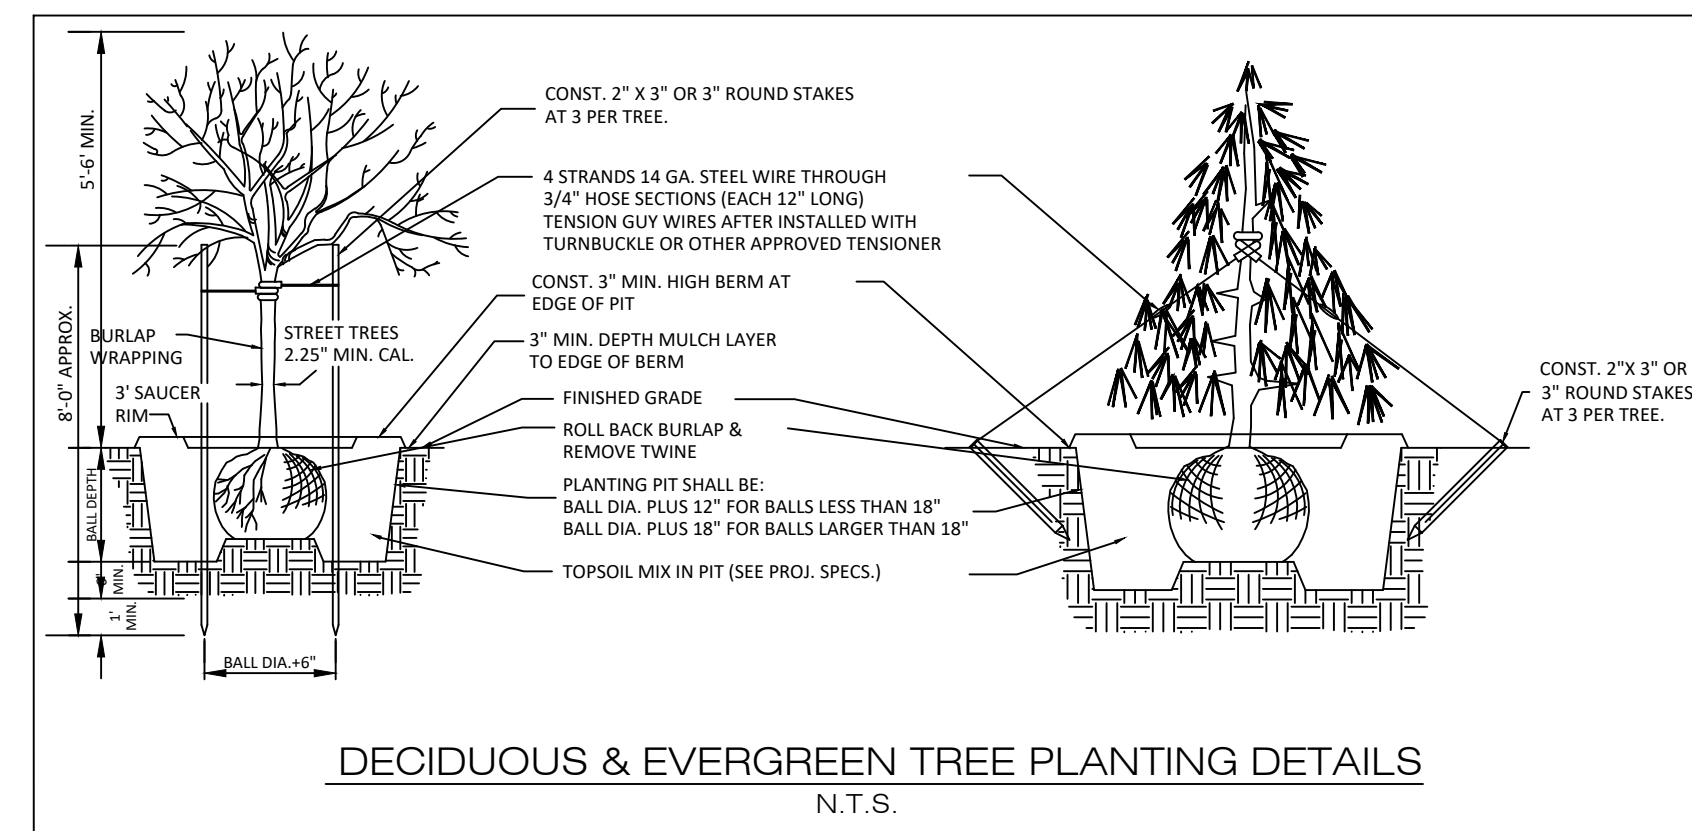 5'-6' MIN.
8'-0" APPROX.
BALL DEPTH
MIN.
1'
MIN.
BALL DIA.+6"
BURLAP
WRAPPING
STREET TREES
2.25" MIN. CAL.
3' SAUCER
RIM
CONST. 2" X 3" OR 3" ROUND STAKES
AT 3 PER TREE.
4 STRANDS 14 GA. STEEL WIRE THROUGH
3/4" HOSE SECTIONS (EACH 12" LONG)
TENSION GUY WIRES AFTER INSTALLED WITH
TURNBUCKLE OR OTHER APPROVED TENSIONER
CONST. 3" MIN. HIGH BERM AT
EDGE OF PIT
3" MIN. DEPTH MULCH LAYER
TO EDGE OF BERM
FINISHED GRADE
ROLL BACK BURLAP &
REMOVE TWINE
PLANTING PIT SHALL BE:
BALL DIA. PLUS 12" FOR BALLS LESS THAN 18"
BALL DIA. PLUS 18" FOR BALLS LARGER THAN 18"
TOPSOIL MIX IN PIT (SEE PROJ. SPECS.)
CONST. 2"X 3" OR
3" ROUND STAKES
AT 3 PER TREE.
DECIDUOUS & EVERGREEN TREE PLANTING DETAILS
N.T.S.